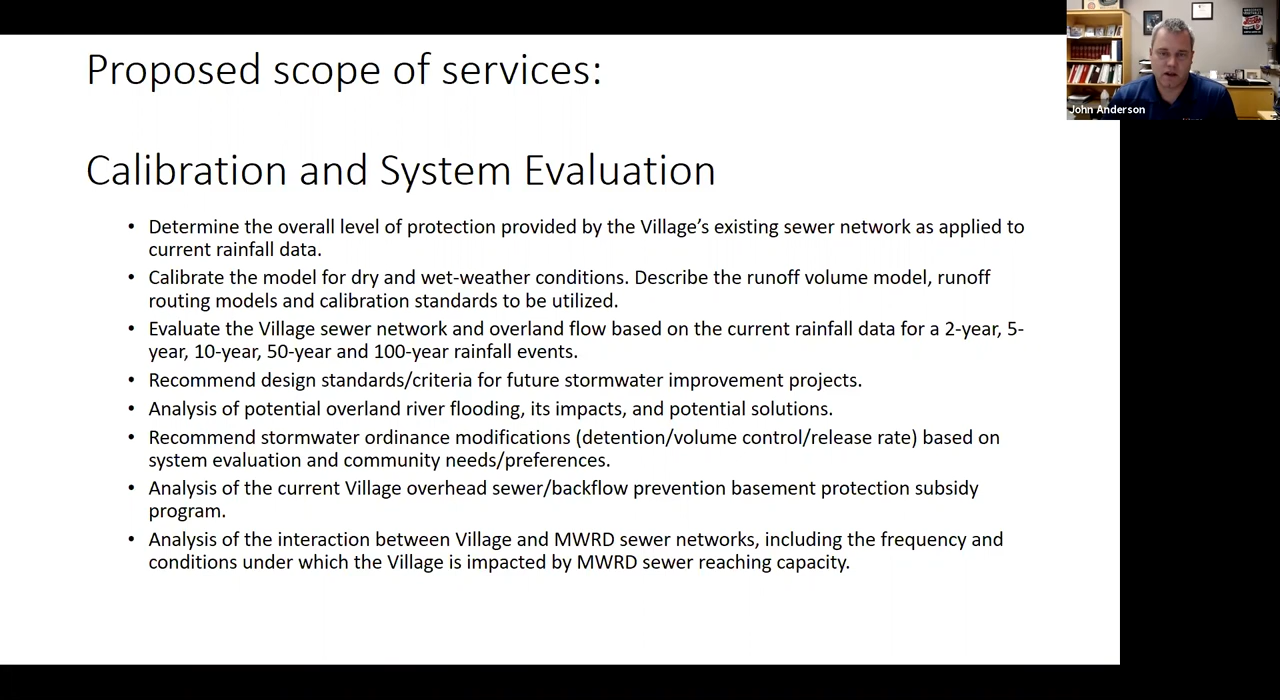 Proposed scope of services:
Calibration and System Evaluation
• Determine the overall level of protection provided by the Village's existing sewer network as applied to
current rainfall data.
• Calibrate the model for dry and wet-weather conditions. Describe the runoff volume model, runoff
routing models and calibration standards to be utilized.
• Evaluate the Village sewer network and overland flow based on the current rainfall data for a 2-year, 5-
year, 10-year, 50-year and 100-year rainfall events.
• Recommend design standards/criteria for future stormwater improvement projects.
• Analysis of potential overland river flooding, its impacts, and potential solutions.
• Recommend stormwater ordinance modifications (detention/volume control/release rate) based on
system evaluation and community needs/preferences.
• Analysis of the current Village overhead sewer/backflow prevention basement protection subsidy
program.
• Analysis of the interaction between Village and MWRD sewer networks, including the frequency and
conditions under which the Village is impacted by MWRD sewer reaching capacity.
John Anderson